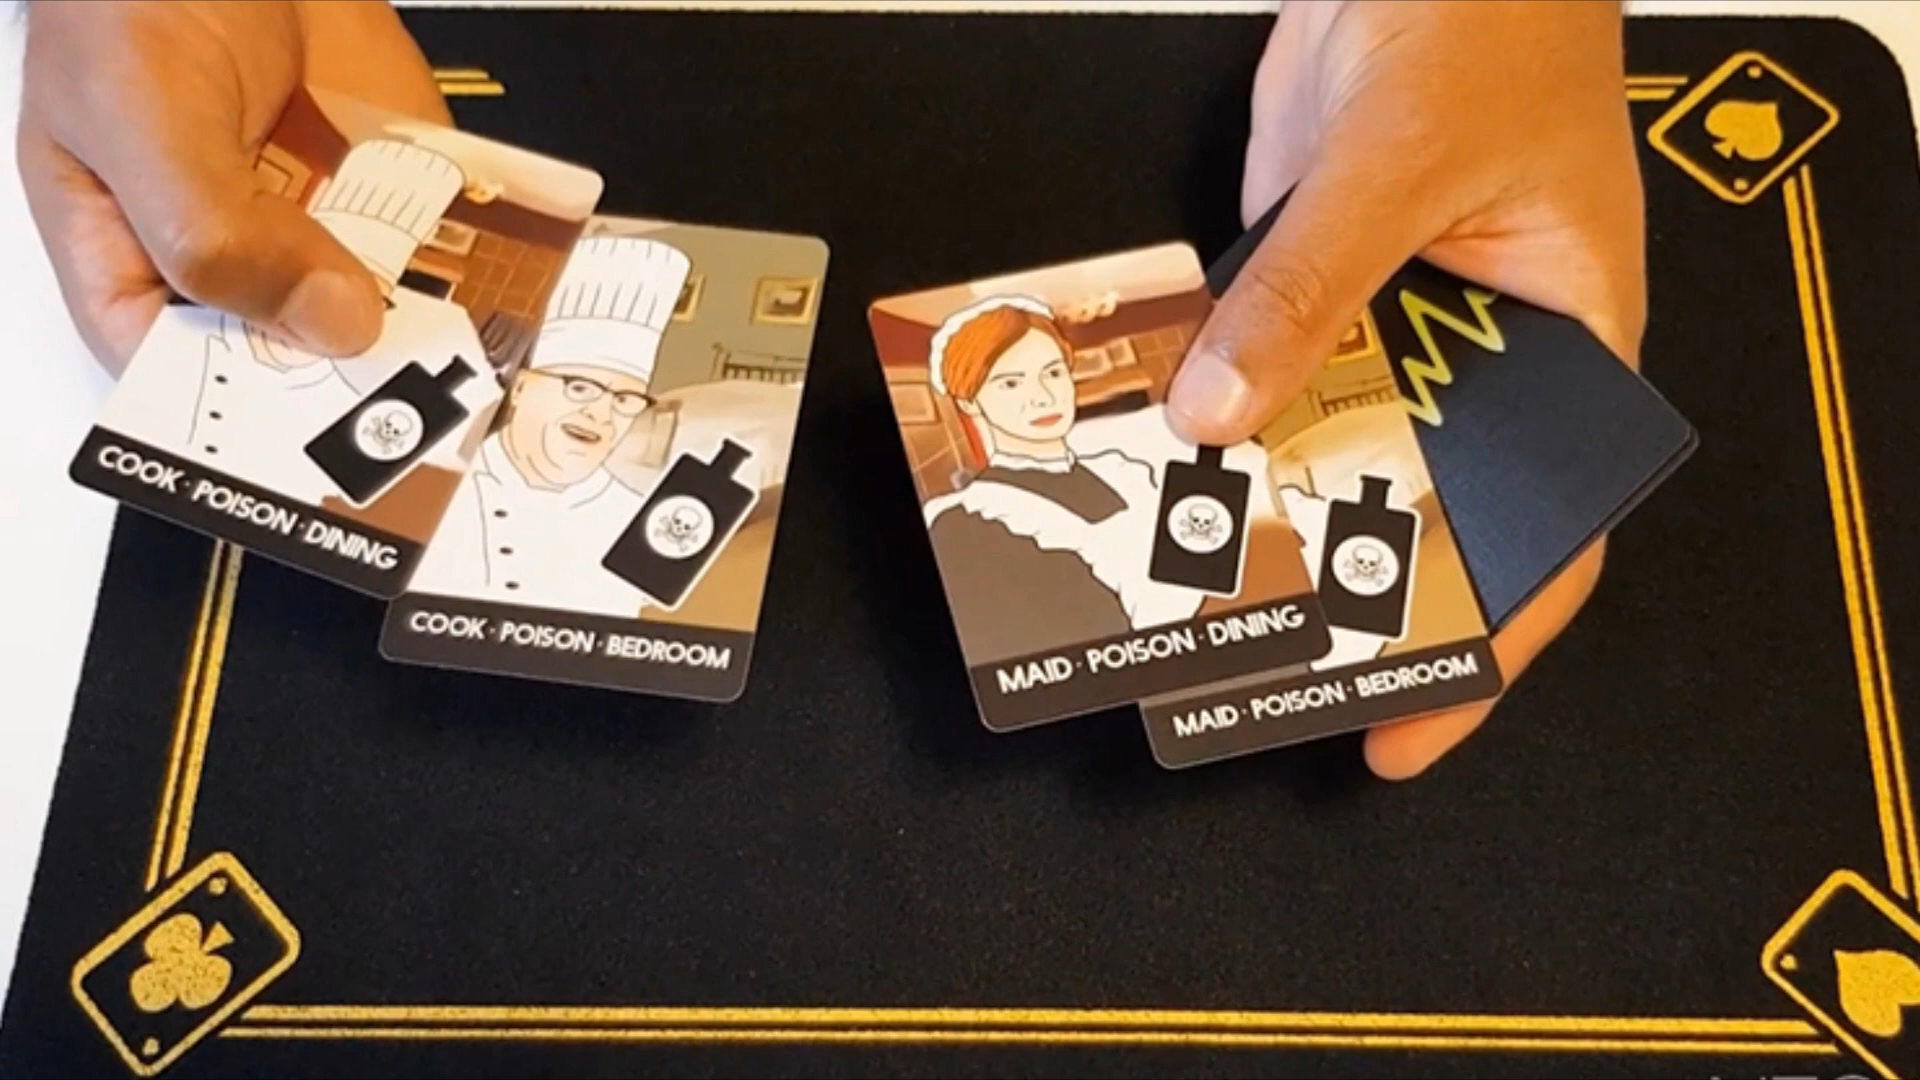 COOK · POISON · DINING
COOK · POISON · BEDROOM
MAID · POISON · DINING
MAID · POISON · BEDROOM